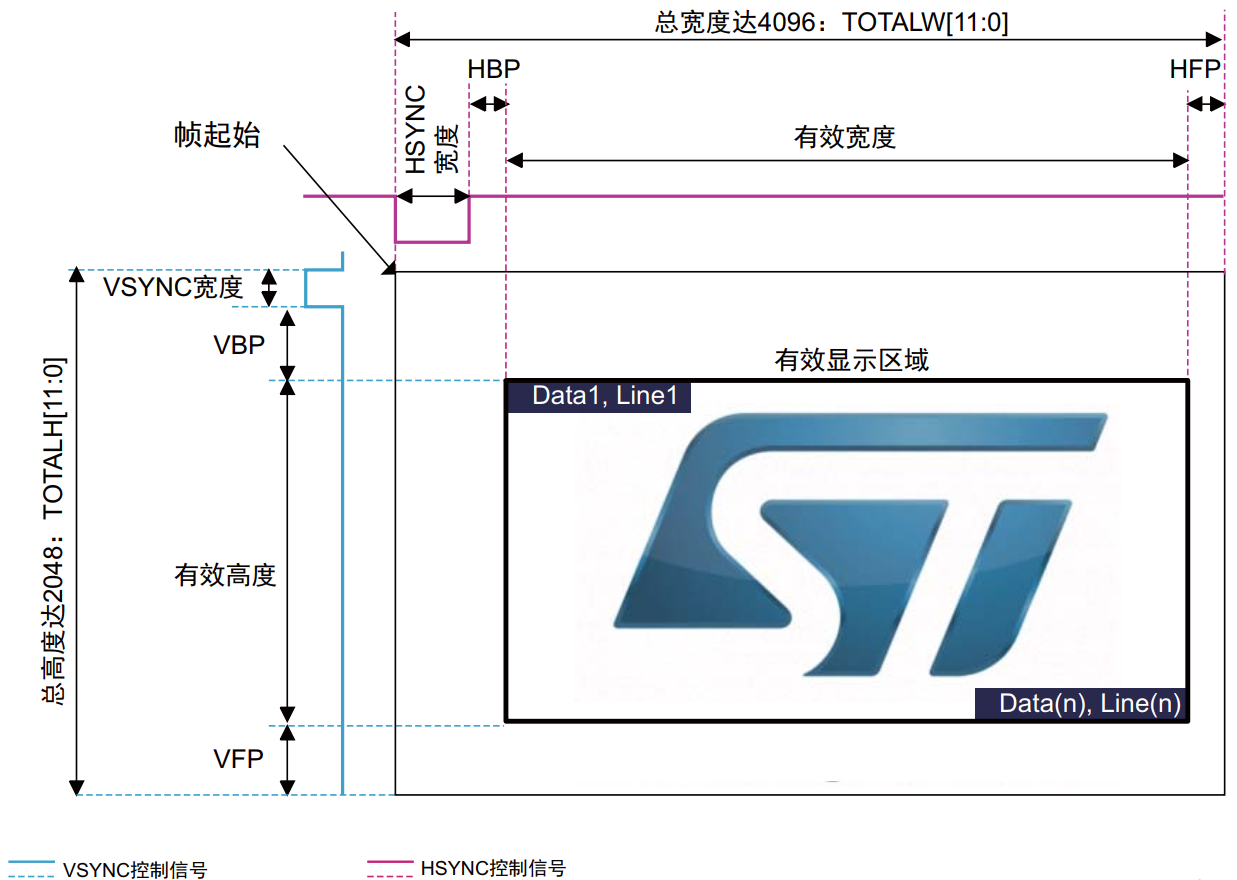 总宽度达4096：TOTALW[11:0]
HBP
HFP
HSYNC
宽度
帧起始
有效宽度
VSYNC宽度
VBP
有效显示区域
Data1, Line1
总高度达2048：TOTALH[11:0]
有效高度
Data(n), Line(n)
VFP
VSYNC控制信号
HSYNC控制信号